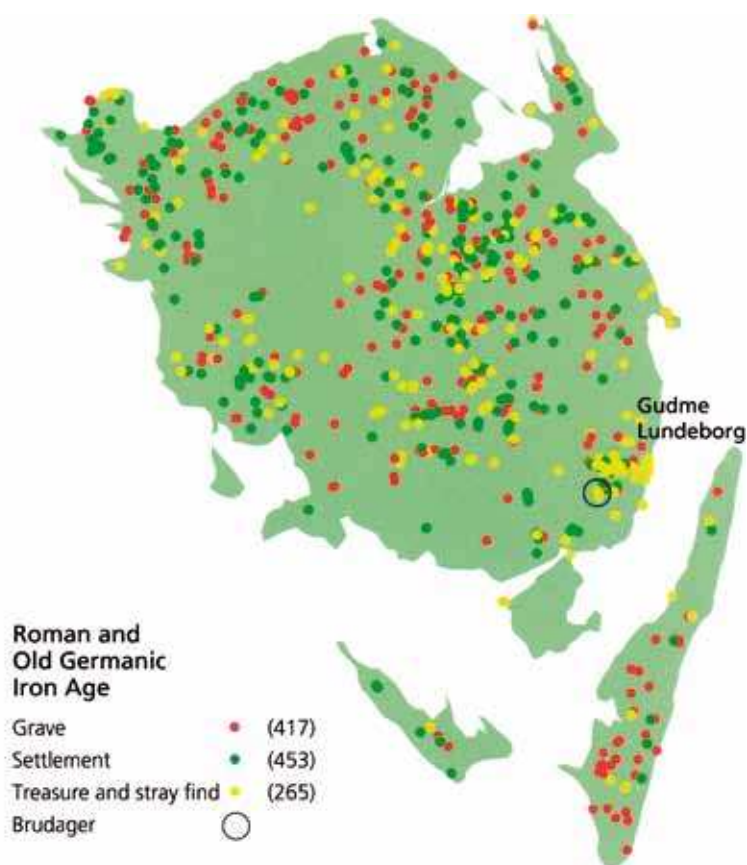 Gudme
Lundeborg
Roman and
Old Germanic
Iron Age
Grave (417)
Settlement (453)
Treasure and stray find (265)
Brudager